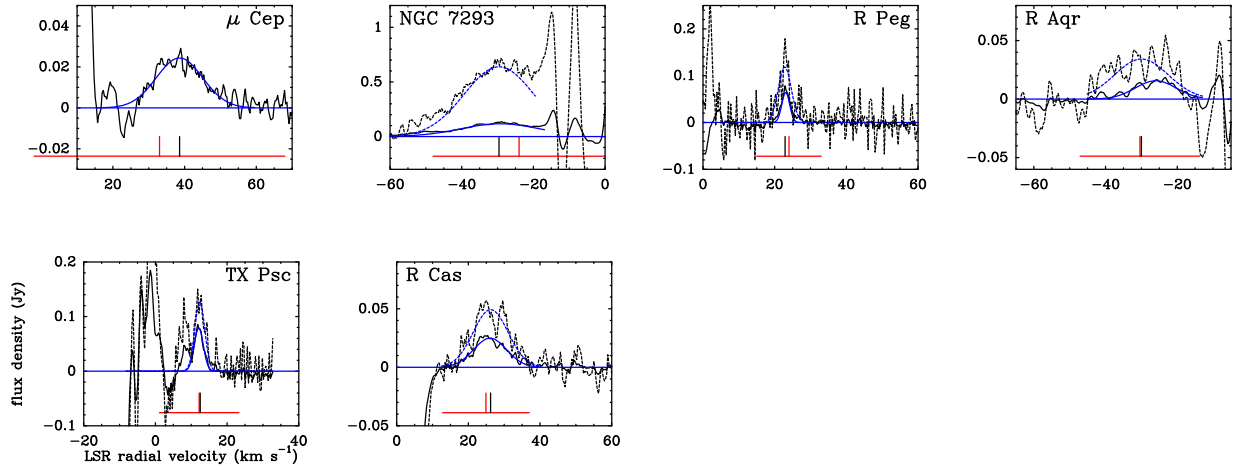 μ Cep
0.04
0.02
0
−0.02
20 40 60
NGC 7293
1
0.5
0
−60 −40 −20 0
R Peg
0.2
0.1
0
−0.1
0 20 40 60
R Aqr
0.05
0
−0.05
−60 −40 −20
TX Psc
0.2
0.1
0
−0.1
−20 0 20 40
LSR radial velocity (km s⁻¹)
flux density (Jy)
R Cas
0.05
0
−0.05
0 20 40 60